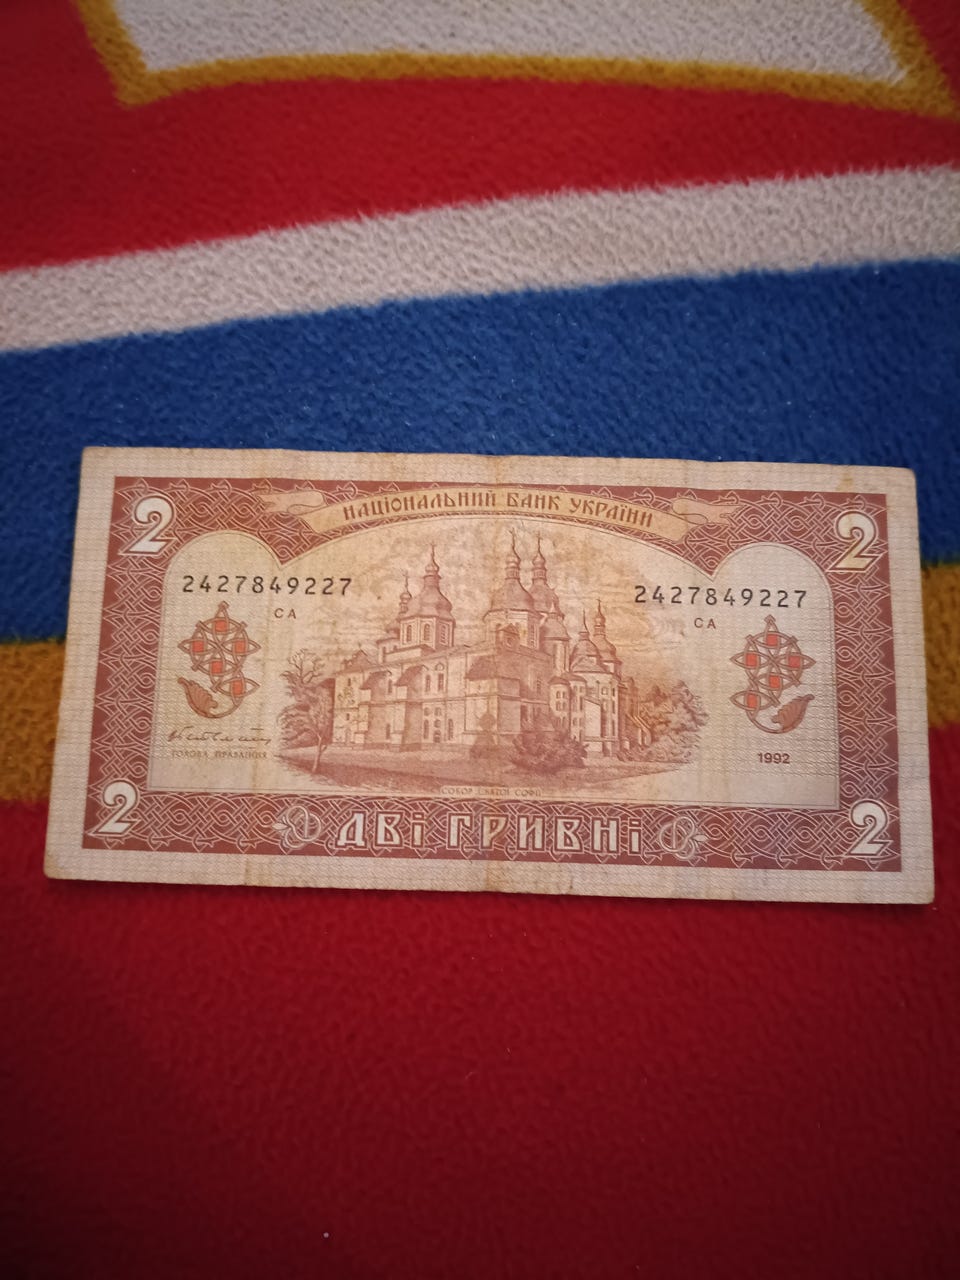 НАЦІОНАЛЬНИЙ БАНК УКРАЇНИ
2 2
2427849227 2427849227
СА СА
ГОЛОВА ПРАВЛІННЯ
1992
СОБОР СВЯТОЇ СОФІЇ
2 ДВІ ГРИВНІ 2